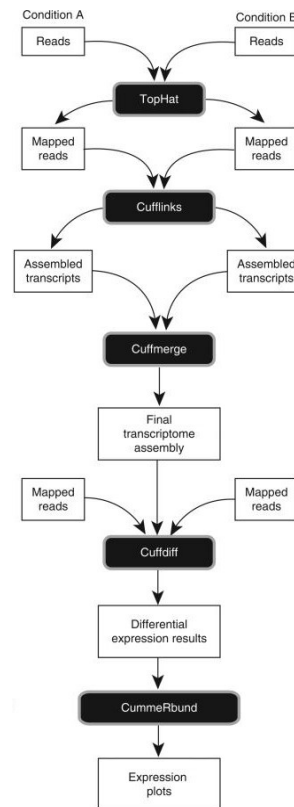 Condition A
Condition B
Reads
Reads
TopHat
Mapped
reads
Mapped
reads
Cufflinks
Assembled
transcripts
Assembled
transcripts
Cuffmerge
Final
transcriptome
assembly
Mapped
reads
Mapped
reads
Cuffdiff
Differential
expression results
CummeRbund
Expression
plots